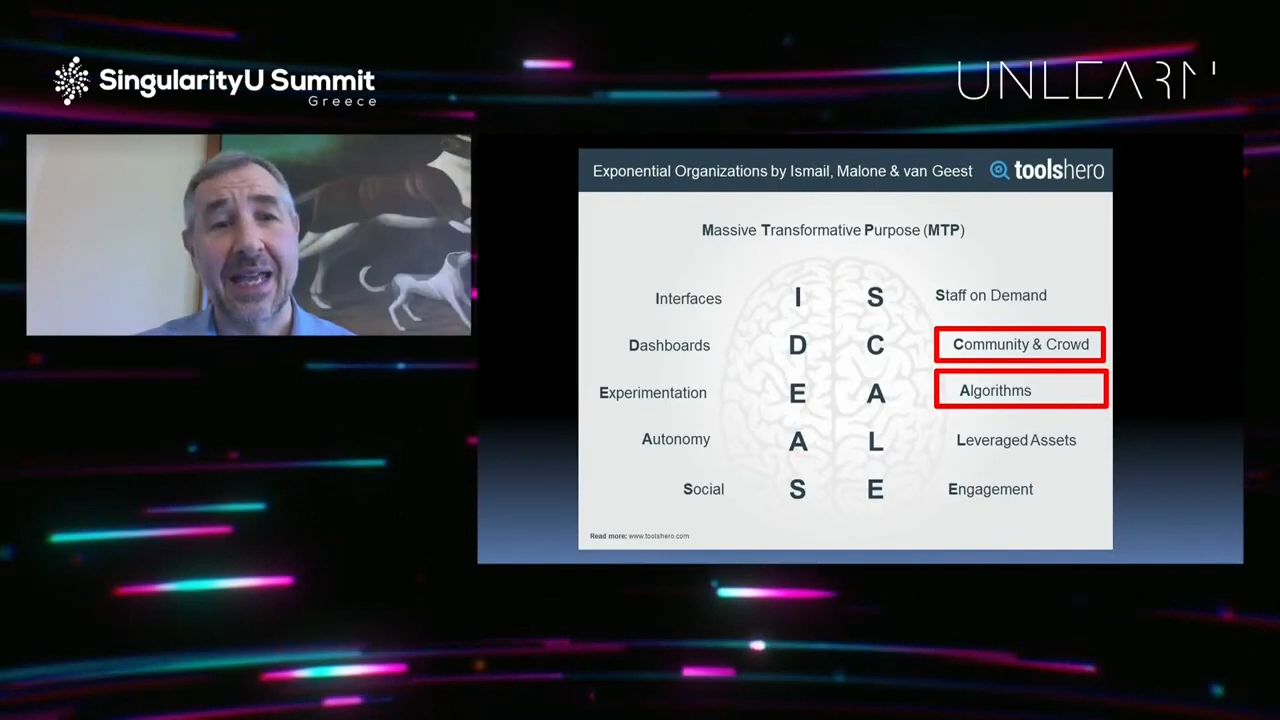 SingularityU Summit
Greece
UNLEARN
Exponential Organizations by Ismail, Malone & van Geest
toolshero
Massive Transformative Purpose (MTP)
Interfaces I S Staff on Demand
Dashboards D C Community & Crowd
Experimentation E A Algorithms
Autonomy A L Leveraged Assets
Social S E Engagement
Read more: www.toolshero.com